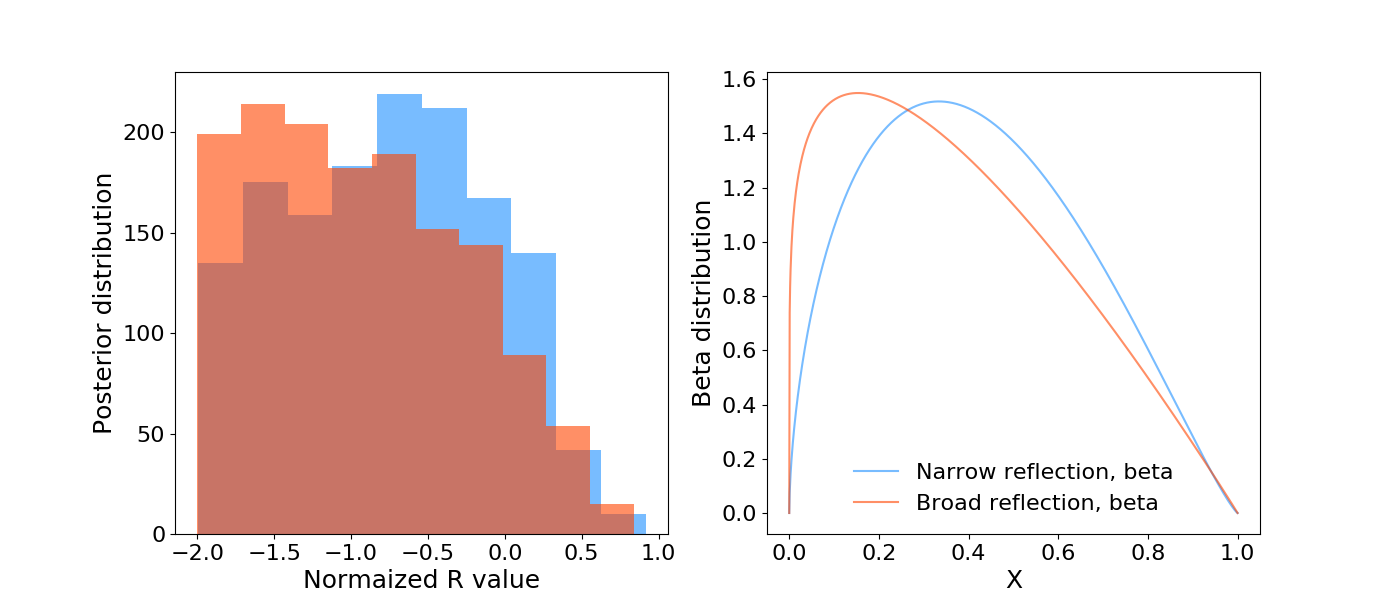 200
150
100
50
0
−2.0 −1.5 −1.0 −0.5 0.0 0.5 1.0
Normaized R value
Posterior distribution
1.6
1.4
1.2
1.0
0.8
0.6
0.4
0.2
0.0
0.0 0.2 0.4 0.6 0.8 1.0
X
Beta distribution
Narrow reflection, beta
Broad reflection, beta